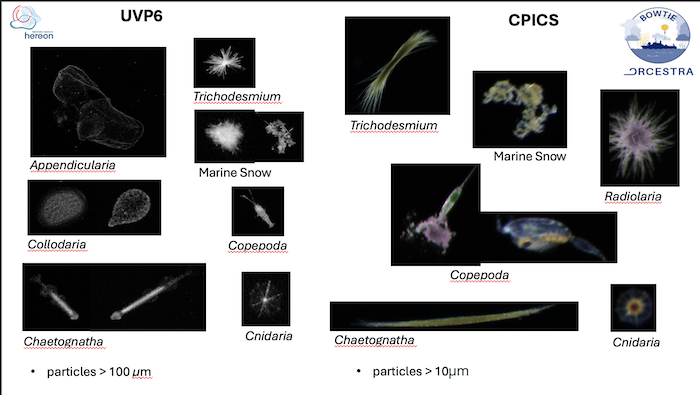 UVP6
CPICS
hereon
BOWTIE
ORCESTRA
Trichodesmium
Appendicularia
Marine Snow
Collodaria
Copepoda
Chaetognatha
Cnidaria
• particles > 100 µm
Trichodesmium
Marine Snow
Radiolaria
Copepoda
Chaetognatha
Cnidaria
• particles > 10µm